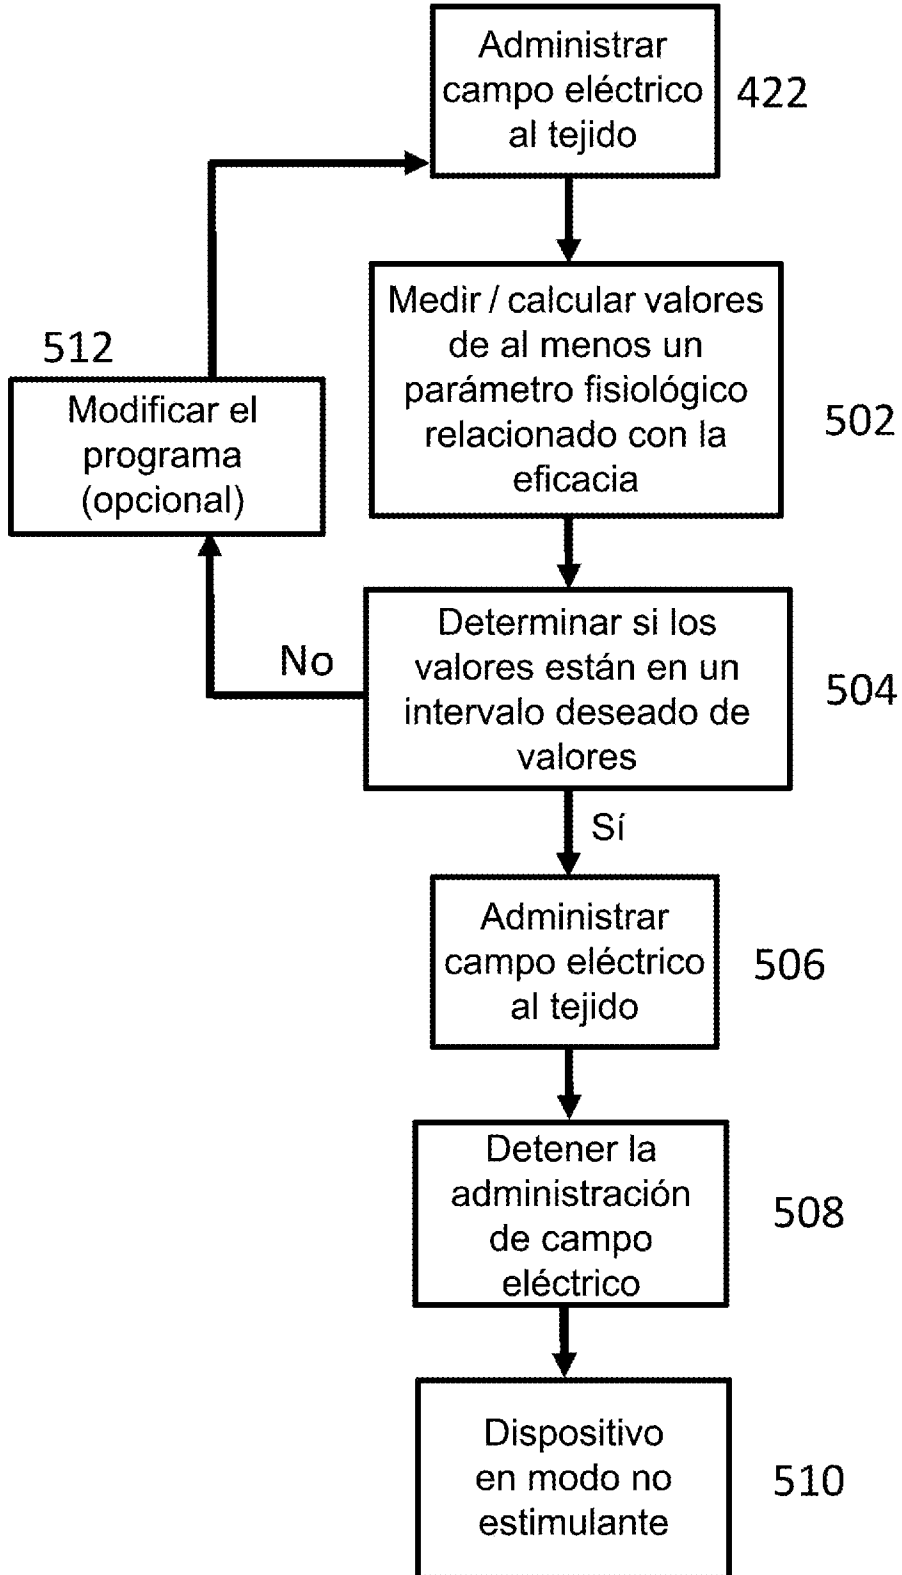 Administrar
campo eléctrico
al tejido
422
Medir / calcular valores
de al menos un
parámetro fisiológico
relacionado con la
eficacia
502
512
Modificar el
programa
(opcional)
Determinar si los
valores están en un
intervalo deseado de
valores
504
No
Sí
Administrar
campo eléctrico
al tejido
506
Detener la
administración
de campo
eléctrico
508
Dispositivo
en modo no
estimulante
510